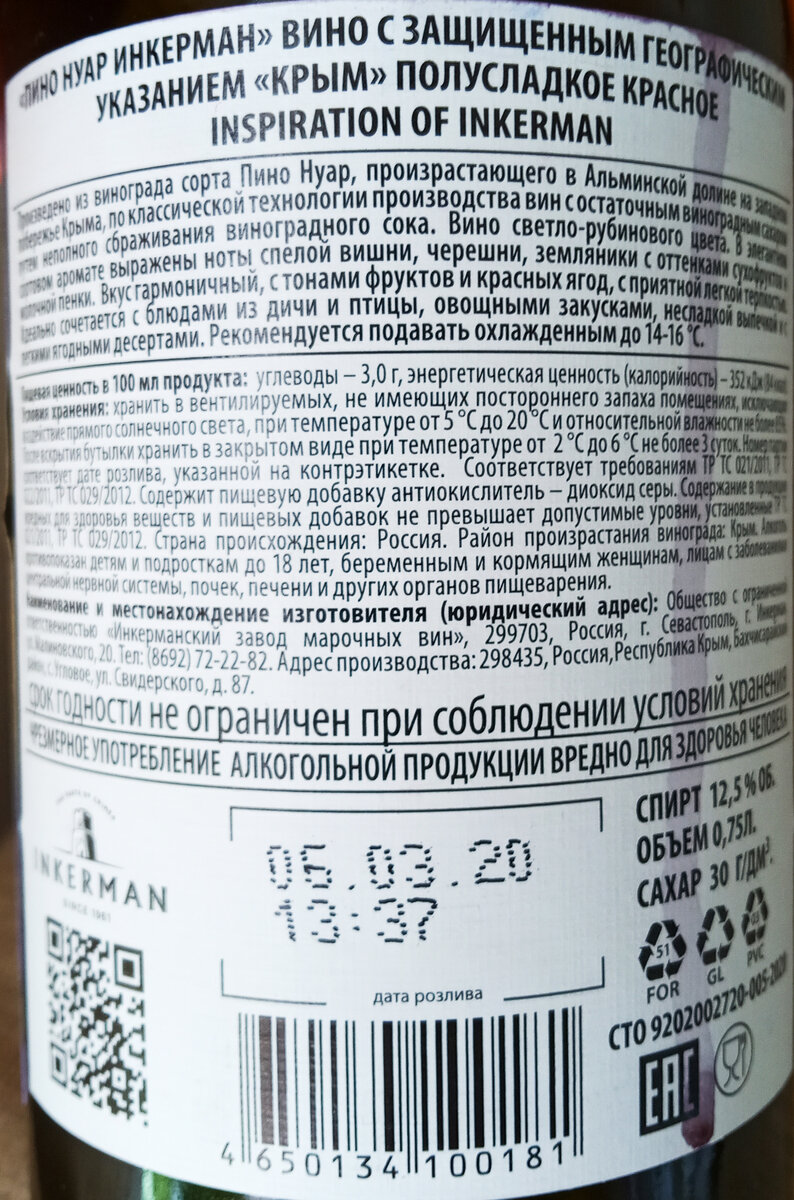 «ПИНО НУАР ИНКЕРМАН» ВИНО С ЗАЩИЩЕННЫМ ГЕОГРАФИЧЕСКИМ
УКАЗАНИЕМ «КРЫМ» ПОЛУСЛАДКОЕ КРАСНОЕ
INSPIRATION OF INKERMAN
Произведено из винограда сорта Пино Нуар, произрастающего в Альминской долине на западном
побережье Крыма, по классической технологии производства вин с остаточным виноградным сахаром
путем неполного сбраживания виноградного сока. Вино светло-рубинового цвета. В элегантном
сортовом аромате выражены ноты спелой вишни, черешни, земляники с оттенками сухофруктов и
молочной пенки. Вкус гармоничный, с тонами фруктов и красных ягод, с приятной легкой терпкостью.
Идеально сочетается с блюдами из дичи и птицы, овощными закусками, несладкой выпечкой и с
легкими ягодными десертами. Рекомендуется подавать охлажденным до 14-16 °С.
Пищевая ценность в 100 мл продукта: углеводы – 3,0 г, энергетическая ценность (калорийность) – 352 кДж (84 ккал).
Условия хранения: хранить в вентилируемых, не имеющих постороннего запаха помещениях, исключающих
воздействие прямого солнечного света, при температуре от 5 °С до 20 °С и относительной влажности не более 85%.
После вскрытия бутылки хранить в закрытом виде при температуре от 2 °С до 6 °С не более 3 суток. Номер партии
соответствует дате розлива, указанной на контрэтикетке. Соответствует требованиям ТР ТС 021/2011, ТР ТС
022/2011, ТР ТС 029/2012. Содержит пищевую добавку антиокислитель – диоксид серы. Содержание в продукции
вредных для здоровья веществ и пищевых добавок не превышает допустимые уровни, установленные ТР ТС
021/2011, ТР ТС 029/2012. Страна происхождения: Россия. Район произрастания винограда: Крым. Алкоголь
противопоказан детям и подросткам до 18 лет, беременным и кормящим женщинам, лицам с заболеваниями
центральной нервной системы, почек, печени и других органов пищеварения.
Наименование и местонахождение изготовителя (юридический адрес): Общество с ограниченной
ответственностью «Инкерманский завод марочных вин», 299703, Россия, г. Севастополь, г. Инкерман,
ул. Малиновского, 20. Тел: (8692) 72-22-82. Адрес производства: 298435, Россия, Республика Крым, Бахчисарайский
район, с. Угловое, ул. Свидерского, д. 87.
СРОК ГОДНОСТИ НЕ ОГРАНИЧЕН ПРИ СОБЛЮДЕНИИ УСЛОВИЙ ХРАНЕНИЯ
ЧРЕЗМЕРНОЕ УПОТРЕБЛЕНИЕ АЛКОГОЛЬНОЙ ПРОДУКЦИИ ВРЕДНО ДЛЯ ЗДОРОВЬЯ ЧЕЛОВЕКА
INKERMAN
SINCE 1961
06.03.20
13:37
дата розлива
СПИРТ 12,5 % ОБ.
ОБЪЕМ 0,75Л.
САХАР 30 Г/ДМ³.
51
FOR
GL
03
PVC
СТО 9202002720-005-2020
EAC
4 650134 100181